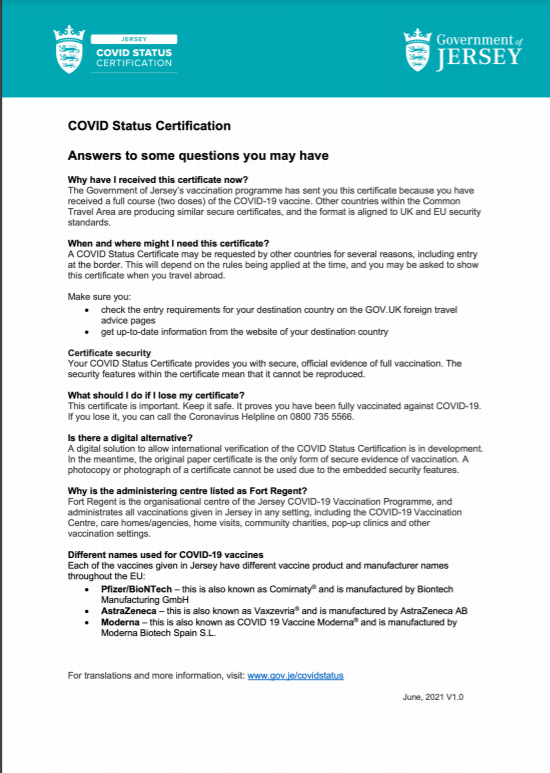 JERSEY
COVID STATUS
CERTIFICATION
Government of
JERSEY
COVID Status Certification
Answers to some questions you may have
Why have I received this certificate now?
The Government of Jersey's vaccination programme has sent you this certificate because you have
received a full course (two doses) of the COVID-19 vaccine. Other countries within the Common
Travel Area are producing similar secure certificates, and the format is aligned to UK and EU security
standards.
When and where might I need this certificate?
A COVID Status Certificate may be requested by other countries for several reasons, including entry
at the border. This will depend on the rules being applied at the time, and you may be asked to show
this certificate when you travel abroad.
Make sure you:
• check the entry requirements for your destination country on the GOV.UK foreign travel
advice pages
• get up-to-date information from the website of your destination country
Certificate security
Your COVID Status Certificate provides you with secure, official evidence of full vaccination. The
security features within the certificate mean that it cannot be reproduced.
What should I do if I lose my certificate?
This certificate is important. Keep it safe. It proves you have been fully vaccinated against COVID-19.
If you lose it, you can call the Coronavirus Helpline on 0800 735 5566.
Is there a digital alternative?
A digital solution to allow international verification of the COVID Status Certification is in development.
In the meantime, the original paper certificate is the only form of secure evidence of vaccination. A
photocopy or photograph of a certificate cannot be used due to the embedded security features.
Why is the administering centre listed as Fort Regent?
Fort Regent is the organisational centre of the Jersey COVID-19 Vaccination Programme, and
administrates all vaccinations given in Jersey in any setting, including the COVID-19 Vaccination
Centre, care homes/agencies, home visits, community charities, pop-up clinics and other
vaccination settings.
Different names used for COVID-19 vaccines
Each of the vaccines given in Jersey have different vaccine product and manufacturer names
throughout the EU:
• Pfizer/BioNTech – this is also known as Comirnaty® and is manufactured by Biontech
Manufacturing GmbH
• AstraZeneca – this is also known as Vaxzevria® and is manufactured by AstraZeneca AB
• Moderna – this is also known as COVID 19 Vaccine Moderna® and is manufactured by
Moderna Biotech Spain S.L.
For translations and more information, visit: www.gov.je/covidstatus
June, 2021 V1.0